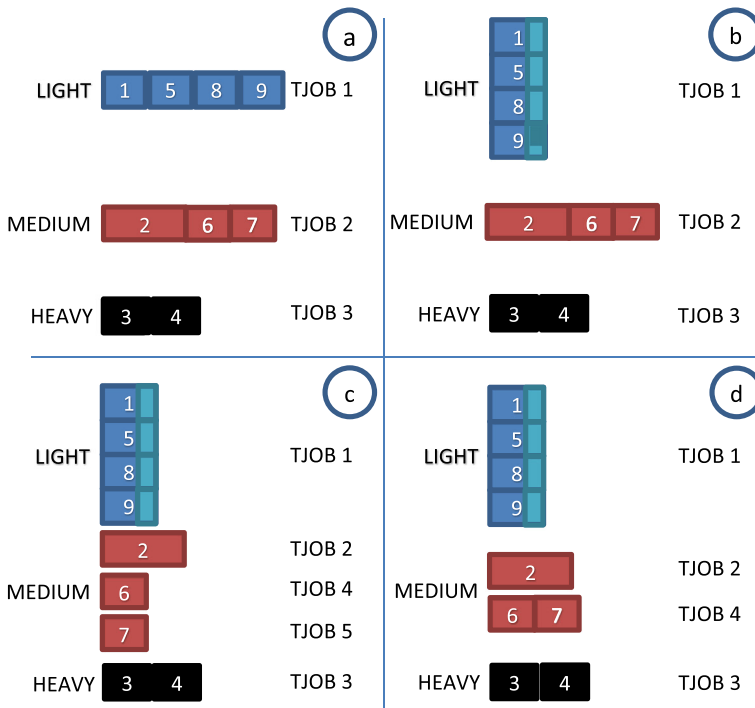 a
LIGHT 1 5 8 9 TJOB 1
MEDIUM 2 6 7 TJOB 2
HEAVY 3 4 TJOB 3
b
1
5
LIGHT TJOB 1
8
9
MEDIUM 2 6 7 TJOB 2
HEAVY 3 4 TJOB 3
c
1
5
LIGHT TJOB 1
8
9
2 TJOB 2
MEDIUM 6 TJOB 4
7 TJOB 5
HEAVY 3 4 TJOB 3
d
1
5
LIGHT TJOB 1
8
9
2 TJOB 2
MEDIUM
6 7 TJOB 4
HEAVY 3 4 TJOB 3